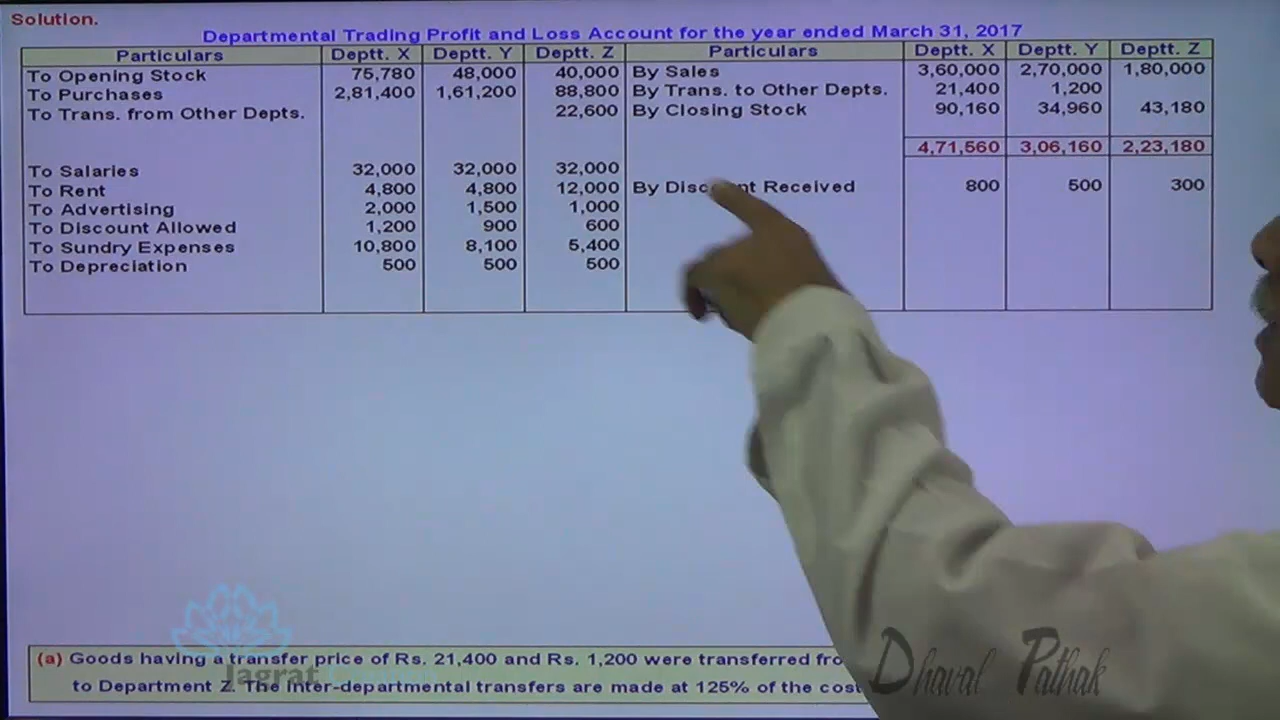 Solution.
Departmental Trading Profit and Loss Account for the year ended March 31, 2017
Particulars Deptt. X Deptt. Y Deptt. Z Particulars Deptt. X Deptt. Y Deptt. Z
To Opening Stock 75,780 48,000 40,000 By Sales 3,60,000 2,70,000 1,80,000
To Purchases 2,81,400 1,61,200 88,800 By Trans. to Other Depts. 21,400 1,200
To Trans. from Other Depts. 22,600 By Closing Stock 90,160 34,960 43,180
4,71,560 3,06,160 2,23,180
To Salaries 32,000 32,000 32,000
To Rent 4,800 4,800 12,000 By Discount Received 800 500 300
To Advertising 2,000 1,500 1,000
To Discount Allowed 1,200 900 600
To Sundry Expenses 10,800 8,100 5,400
To Depreciation 500 500 500
(a) Goods having a transfer price of Rs. 21,400 and Rs. 1,200 were transferred
to Department Z. The Inter-departmental transfers are made at 125% of the cost
Jagrat
Dhaval Pathak